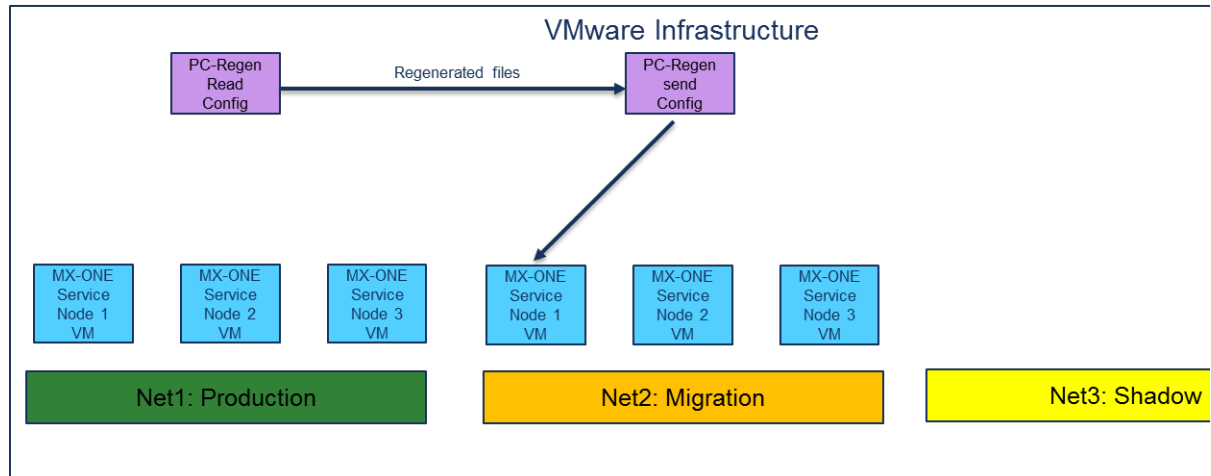 VMware Infrastructure
PC-Regen
Read
Config
Regenerated files
PC-Regen
send
Config
MX-ONE
Service
Node 1
VM
MX-ONE
Service
Node 2
VM
MX-ONE
Service
Node 3
VM
MX-ONE
Service
Node 1
VM
MX-ONE
Service
Node 2
VM
MX-ONE
Service
Node 3
VM
Net1: Production
Net2: Migration
Net3: Shadow